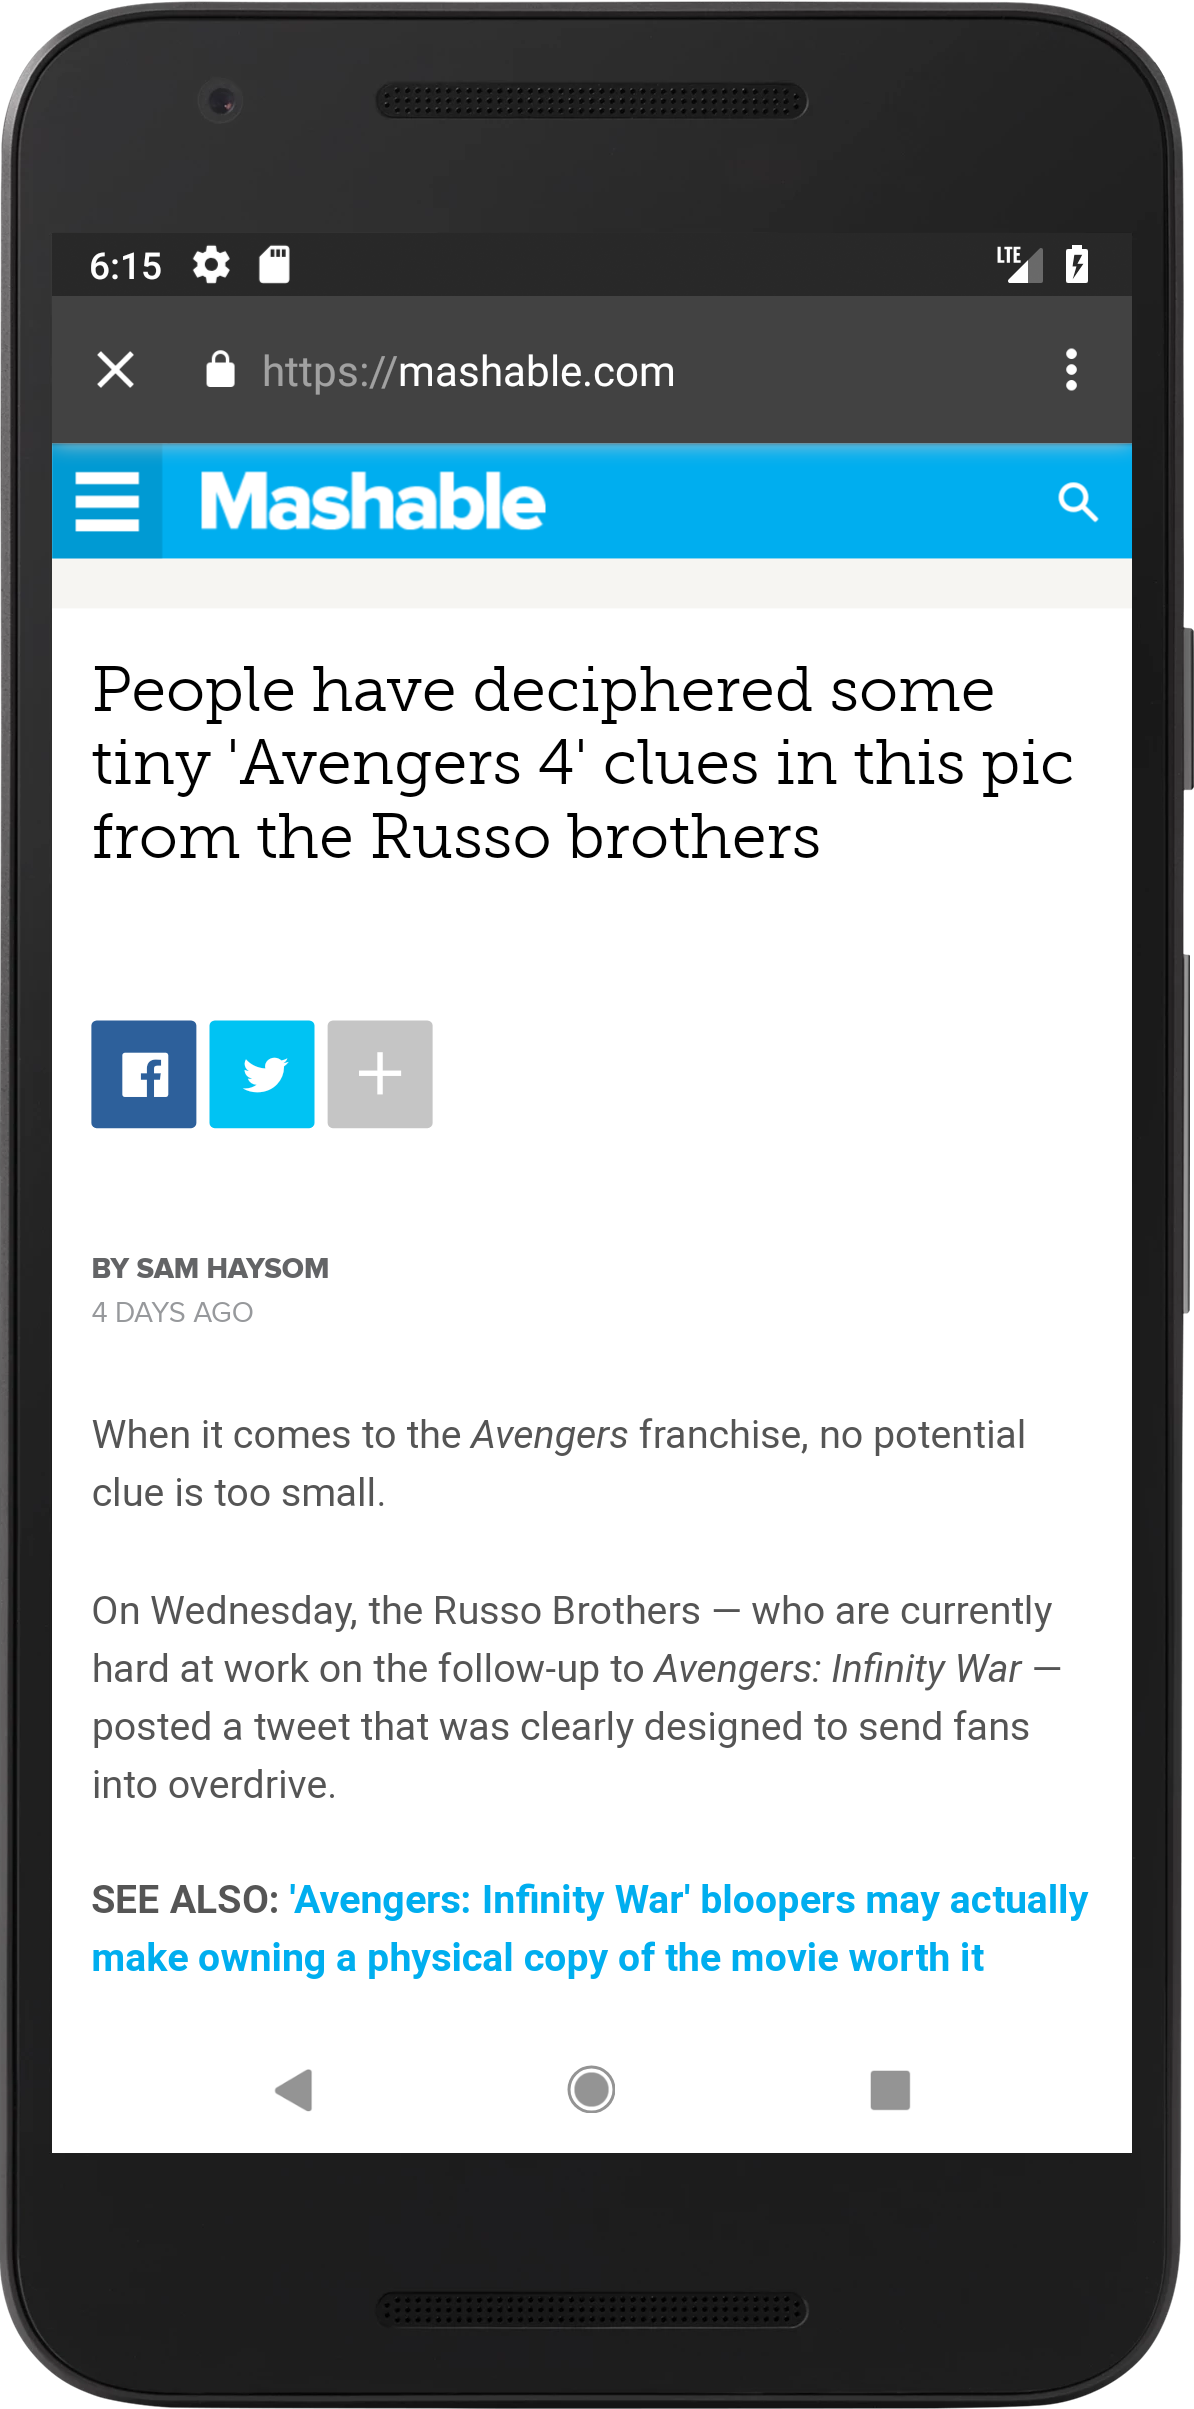 6:15
LTE
https://mashable.com
Mashable
People have deciphered some
tiny 'Avengers 4' clues in this pic
from the Russo brothers
BY SAM HAYSOM
4 DAYS AGO
When it comes to the Avengers franchise, no potential
clue is too small.
On Wednesday, the Russo Brothers — who are currently
hard at work on the follow-up to Avengers: Infinity War —
posted a tweet that was clearly designed to send fans
into overdrive.
SEE ALSO: 'Avengers: Infinity War' bloopers may actually
make owning a physical copy of the movie worth it